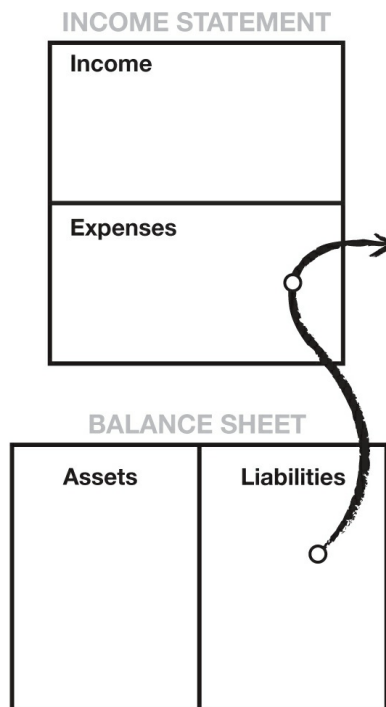 INCOME STATEMENT
Income
Expenses
BALANCE SHEET
Assets
Liabilities